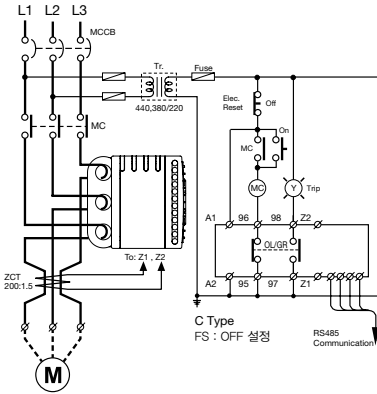 L1 L2 L3
MCCB
Tr.
Fuse
440,380/220
Elec.
Reset
Off
On
MC
MC
MC
Y
Trip
A1 96 98 Z2
OL/GR
A2 95 97 Z1
To: Z1 , Z2
ZCT
200:1.5
C Type
FS : OFF 설정
RS485
Communication
M